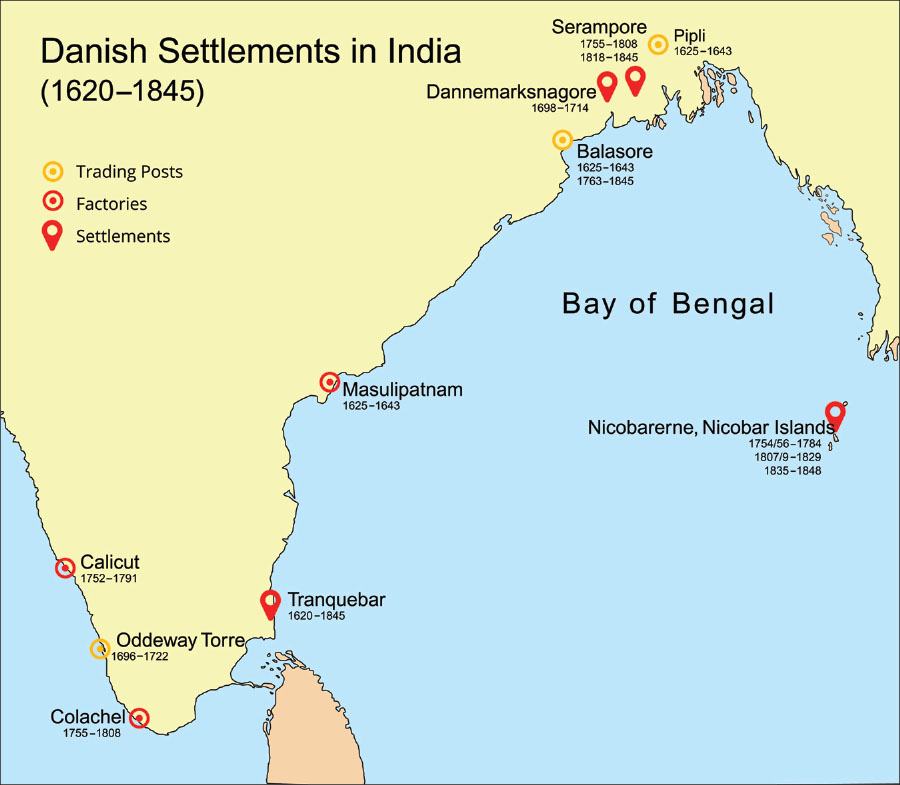 Danish Settlements in India
(1620–1845)
Trading Posts
Factories
Settlements
Serampore
1755–1808
1818–1845
Pipli
1625–1643
Dannemarksnagore
1698–1714
Balasore
1625–1643
1763–1845
Bay of Bengal
Masulipatnam
1625–1643
Nicobarerne, Nicobar Islands
1754/56–1784
1807/9–1829
1835–1848
Calicut
1752–1791
Tranquebar
1620–1845
Oddeway Torre
1696–1722
Colachel
1755–1808